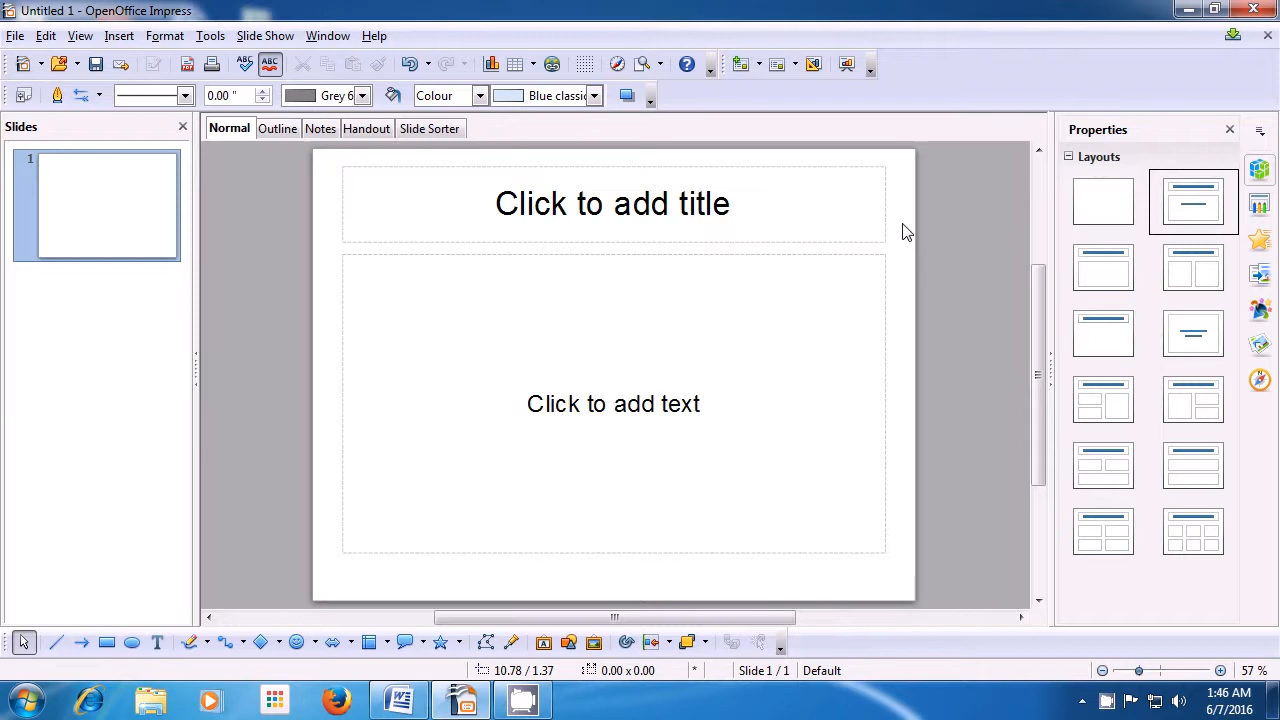 Untitled 1 - OpenOffice Impress
File Edit View Insert Format Tools Slide Show Window Help
0.00 " Grey 6 Colour Blue classic
Slides
Normal Outline Notes Handout Slide Sorter
Properties
Layouts
1
Click to add title
Click to add text
10.78 / 1.37 0.00 x 0.00 * Slide 1 / 1 Default 57 %
1:46 AM
6/7/2016